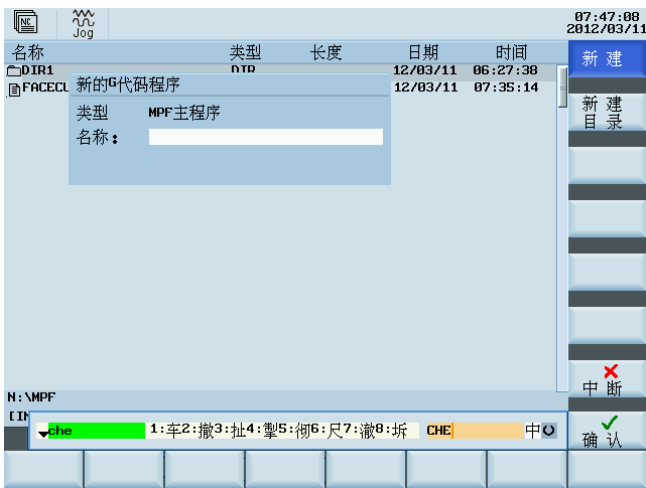 NC Jog 07:47:08
2012/03/11
名称 类型 长度 日期 时间 新建
DIR1 DIR 12/03/11 06:27:38
FACECL 12/03/11 07:35:14
新的G代码程序
类型 MPF主程序
名称:
新建
目录
中断
N:\MPF
che 1:车2:撤3:扯4:掣5:彻6:尺7:澈8:坼 CHE 中
确认